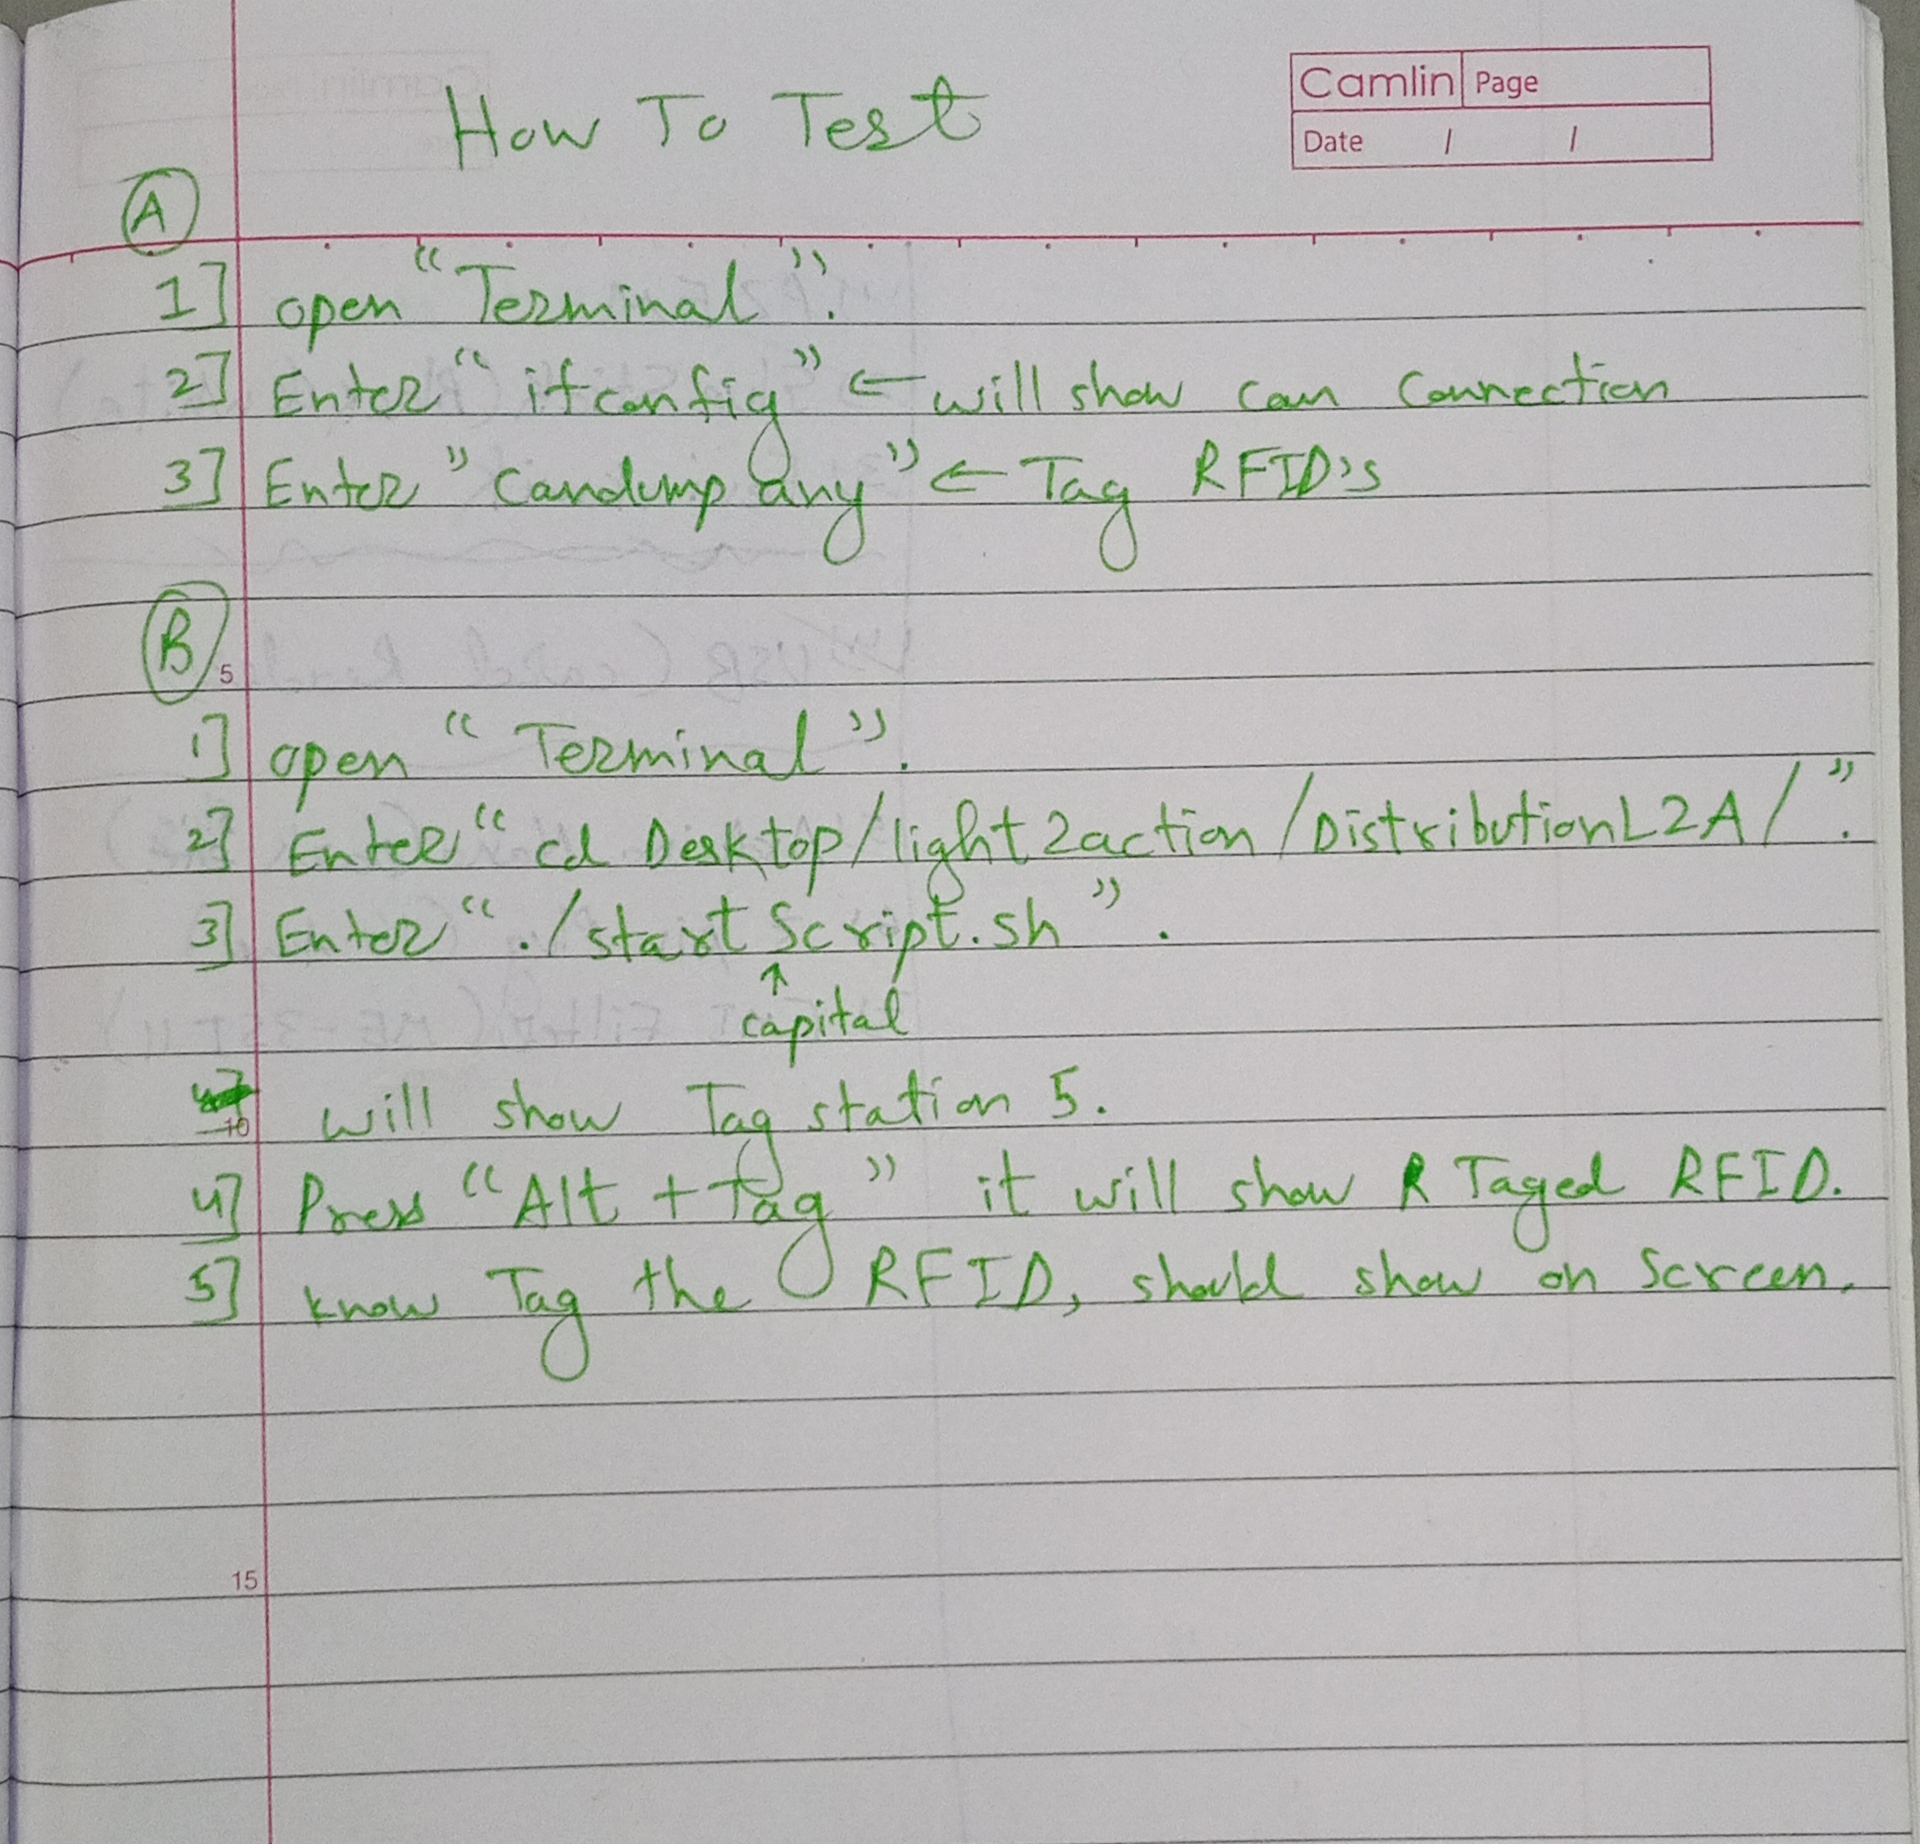 How To Test
Camlin Page
Date / /
A
1] open "Terminal".
2] Enter "ifconfig" ← will show can connection
3] Enter "candump any" ← Tag RFID's
B
5
1] open "Terminal".
2] Enter "cd Desktop/light2action/DistributionL2A/".
3] Enter "./startScript.sh".
↑
capital
10
will show Tag station 5.
4] Press "Alt + Tag" it will show Taged RFID.
5] know Tag the RFID, should show on Screen.
15